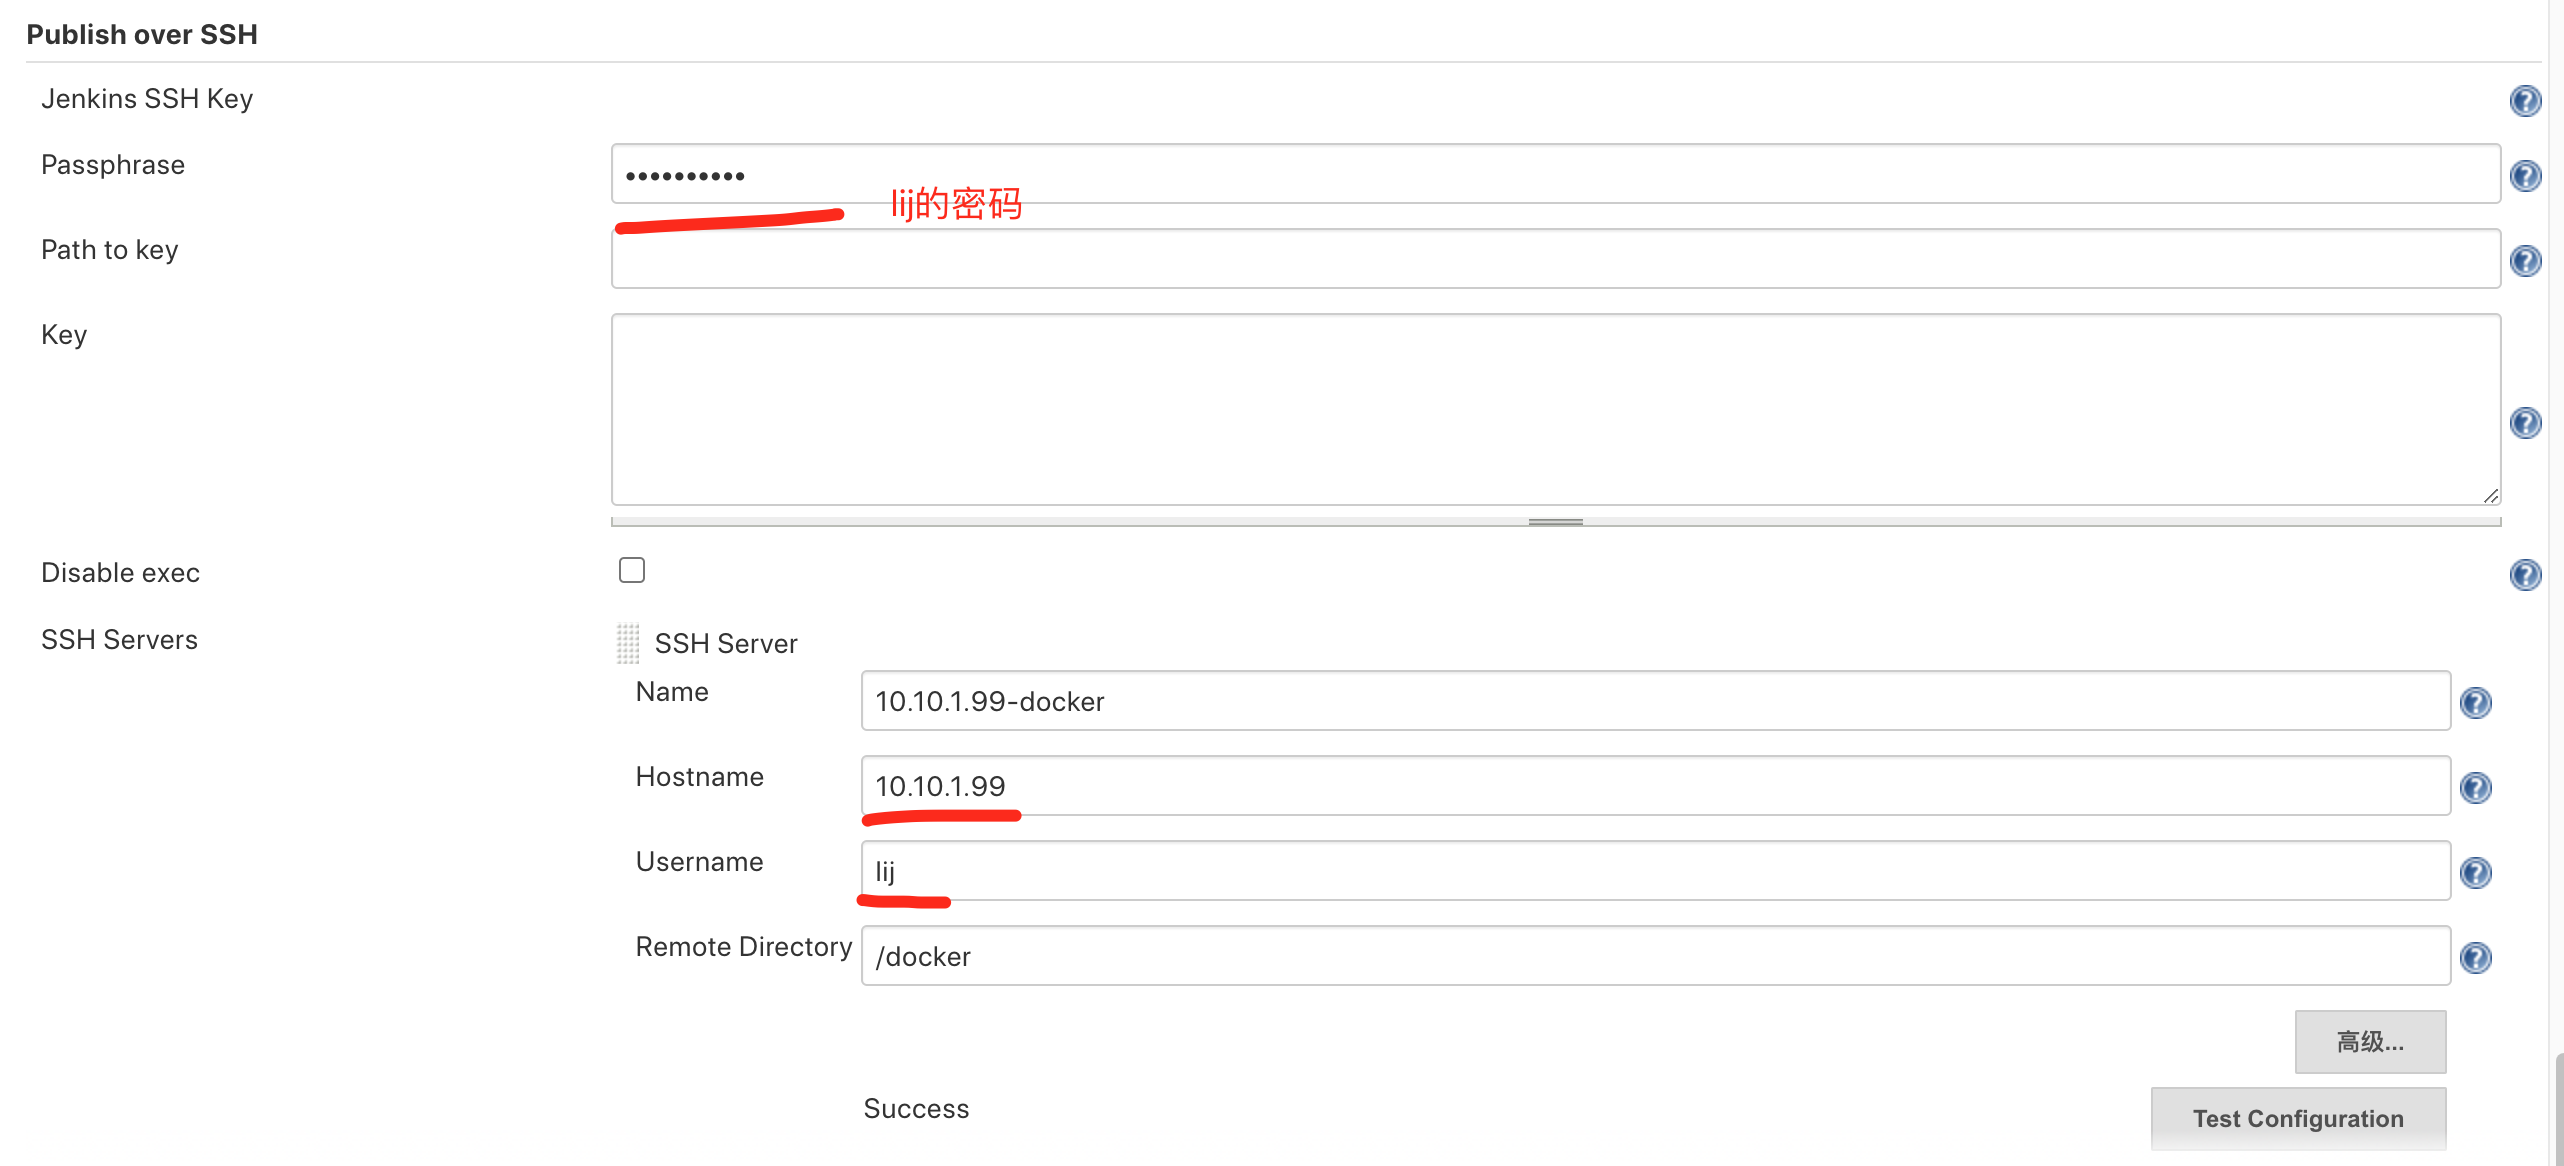 Publish over SSH
Jenkins SSH Key
Passphrase
••••••••••
lij的密码
Path to key
Key
Disable exec
SSH Servers
SSH Server
Name
10.10.1.99-docker
Hostname
10.10.1.99
Username
lij
Remote Directory
/docker
高级...
Success
Test Configuration